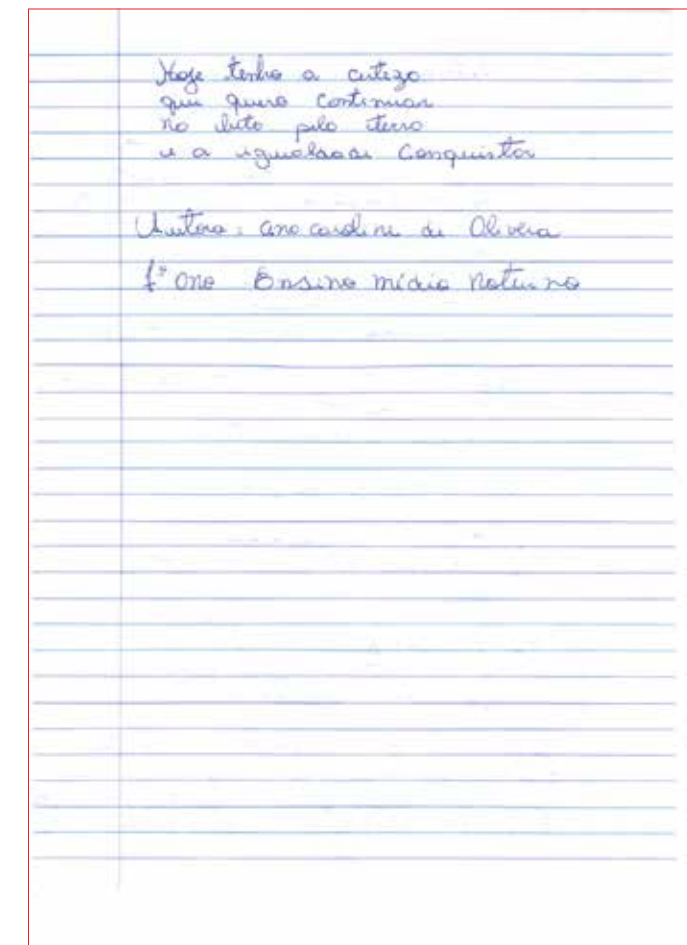 Hoje tenho a certeza
que quero continuar
na luta pela terra
e a igualdade conquistar
Autora: Ana Caroline de Oliveira
1º ano Ensino médio noturno